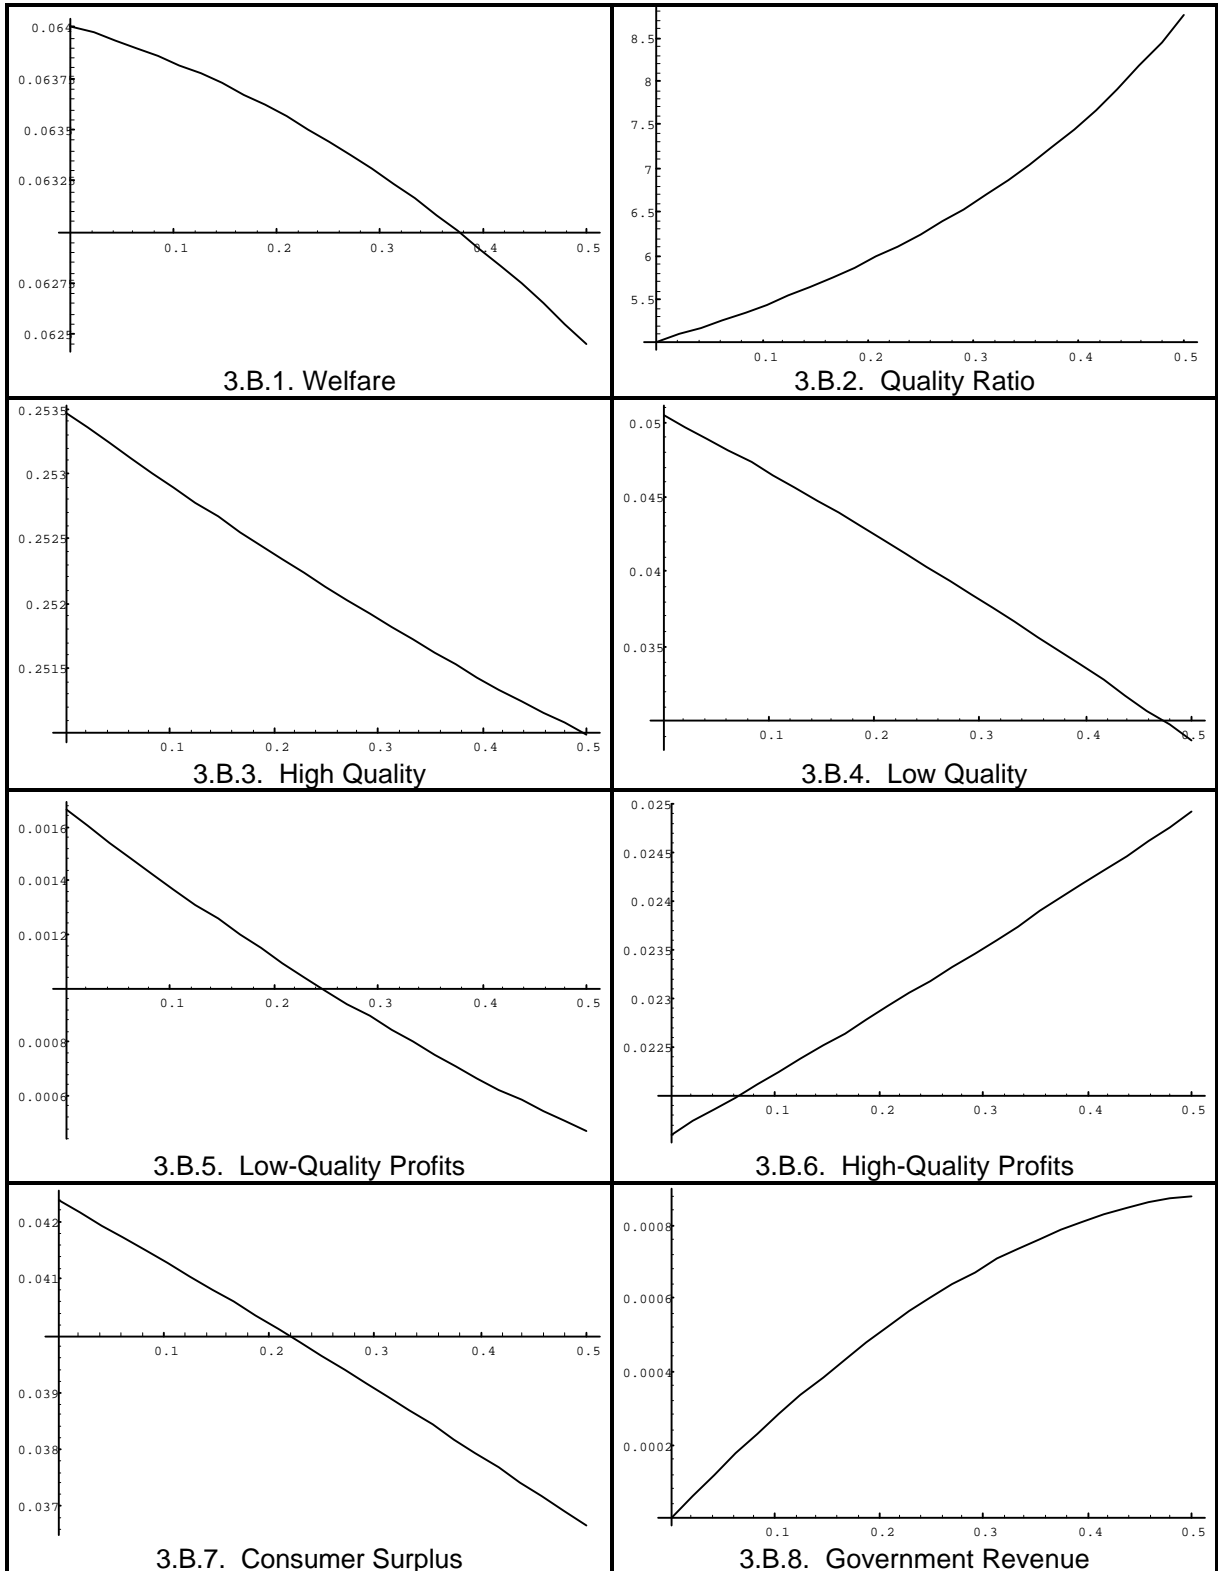 0.064
0.06375
0.0635
0.06325
0.1 0.2 0.3 0.4 0.5
0.06275
0.0625
3.B.1. Welfare
8.5
8
7.5
7
6.5
6
5.5
0.1 0.2 0.3 0.4 0.5
3.B.2. Quality Ratio
0.2535
0.253
0.2525
0.252
0.2515
0.1 0.2 0.3 0.4 0.5
3.B.3. High Quality
0.05
0.045
0.04
0.035
0.1 0.2 0.3 0.4 0.5
3.B.4. Low Quality
0.0016
0.0014
0.0012
0.1 0.2 0.3 0.4 0.5
0.0008
0.0006
3.B.5. Low-Quality Profits
0.025
0.0245
0.024
0.0235
0.023
0.0225
0.1 0.2 0.3 0.4 0.5
3.B.6. High-Quality Profits
0.042
0.041
0.1 0.2 0.3 0.4 0.5
0.039
0.038
0.037
3.B.7. Consumer Surplus
0.0008
0.0006
0.0004
0.0002
0.1 0.2 0.3 0.4 0.5
3.B.8. Government Revenue